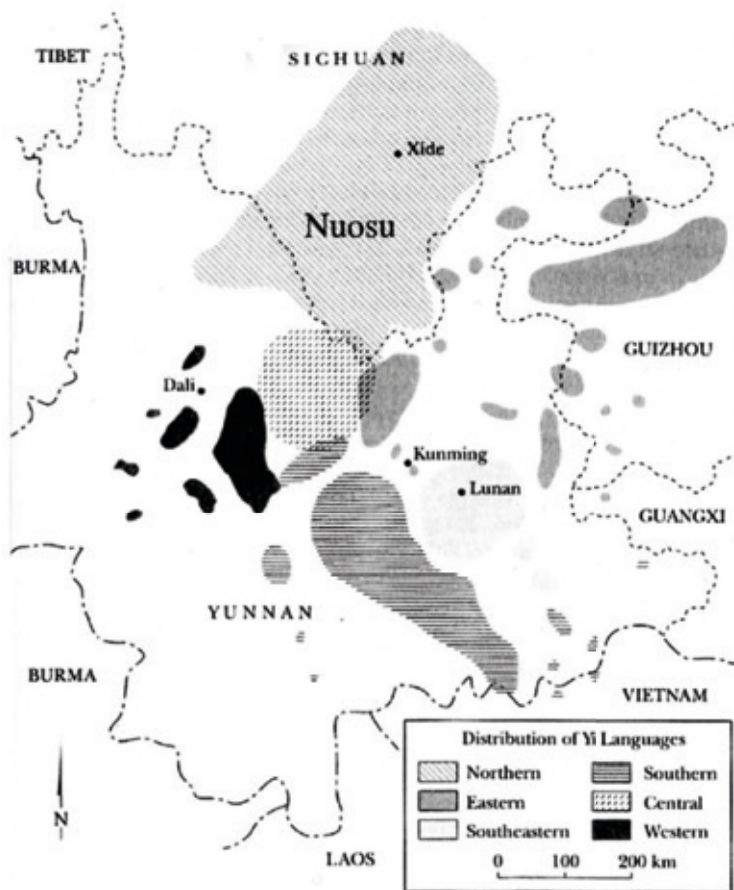 TIBET
SICHUAN
Xide
Nuosu
BURMA
GUIZHOU
Dali
Kunming
Lunan
GUANGXI
YUNNAN
BURMA
VIETNAM
N
LAOS
Distribution of Yi Languages
Northern
Southern
Eastern
Central
Southeastern
Western
0 100 200 km